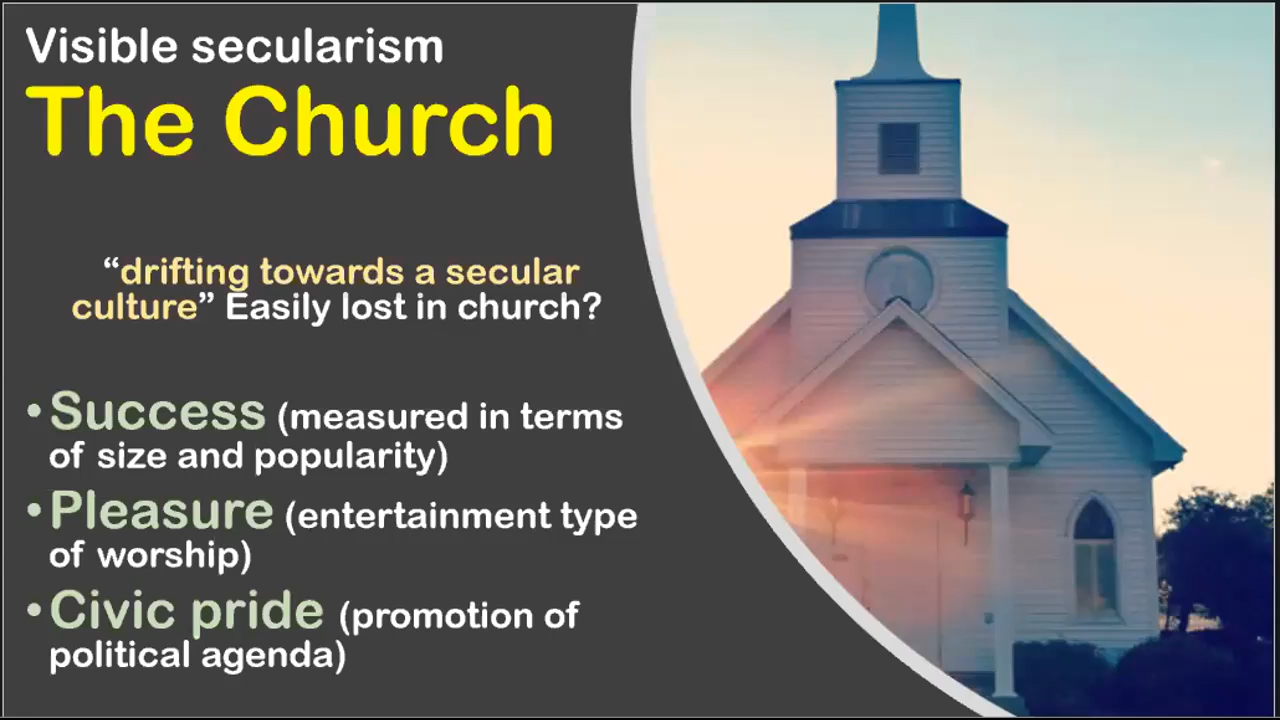 Visible secularism
The Church
“drifting towards a secular
culture” Easily lost in church?
• Success (measured in terms
of size and popularity)
• Pleasure (entertainment type
of worship)
• Civic pride (promotion of
political agenda)